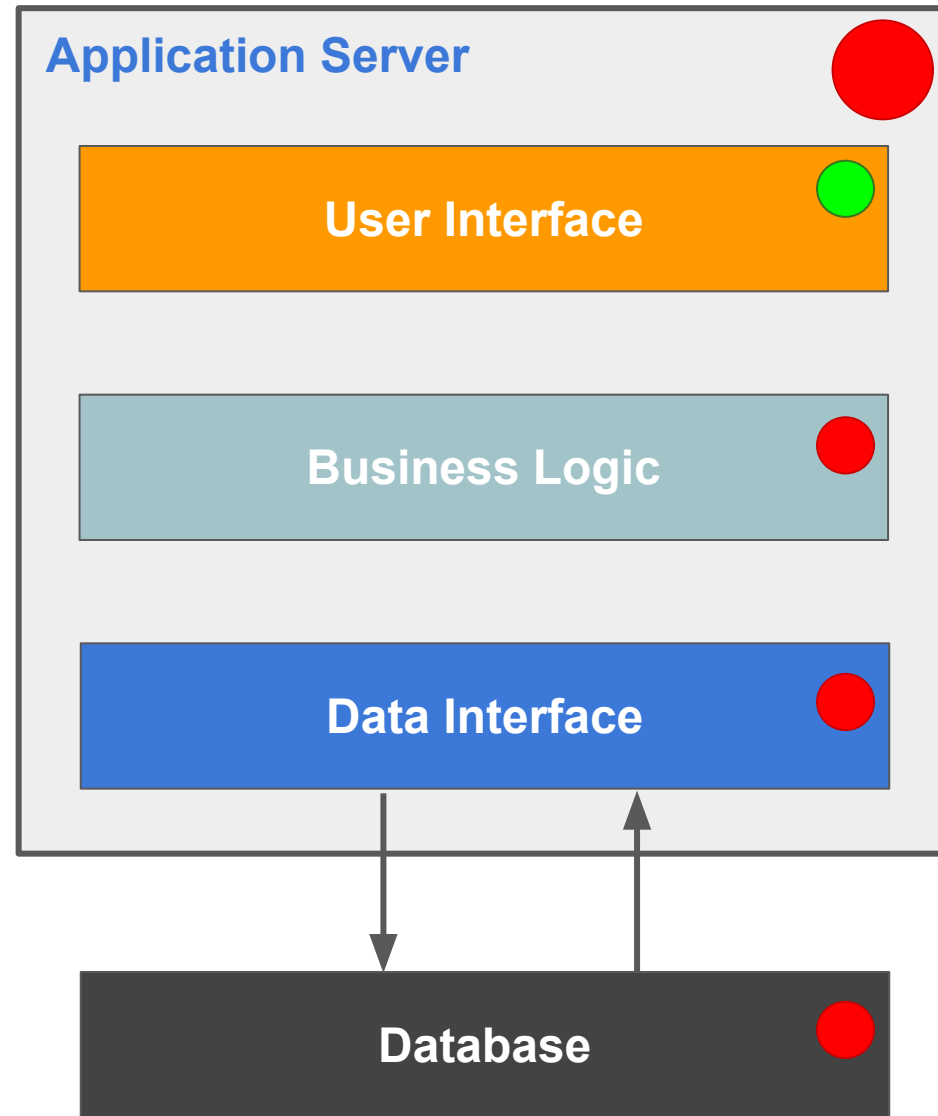 Application Server
User Interface
Business Logic
Data Interface
Database